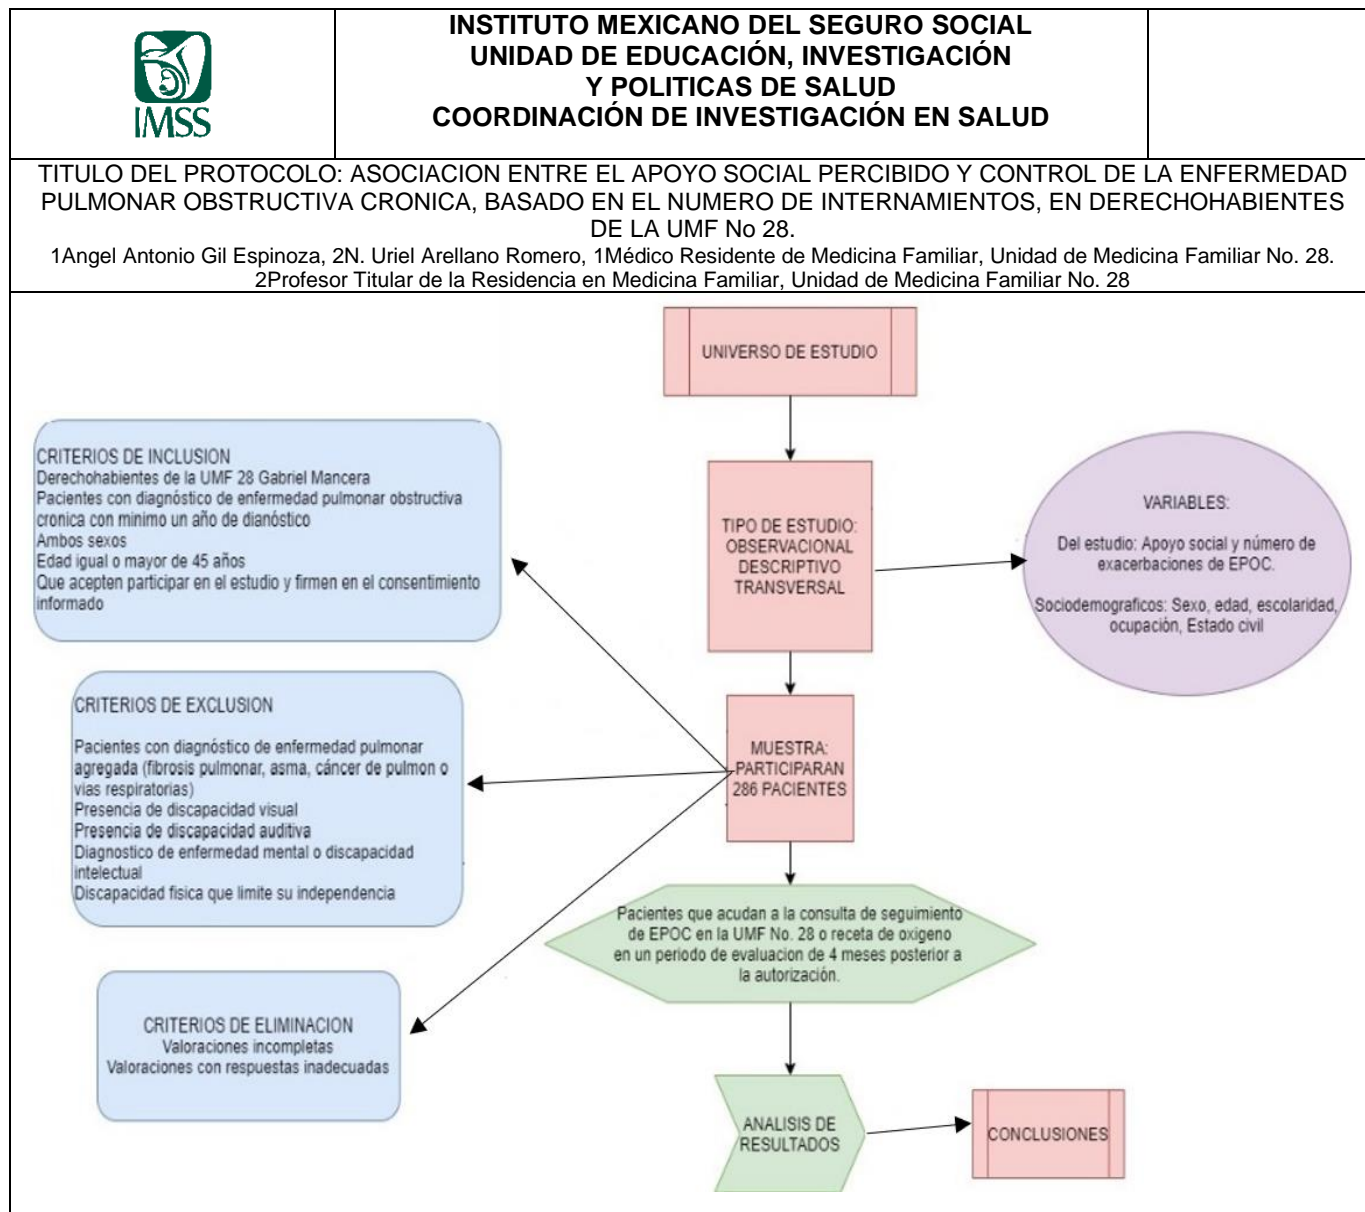 IMSS
INSTITUTO MEXICANO DEL SEGURO SOCIAL
UNIDAD DE EDUCACIÓN, INVESTIGACIÓN
Y POLITICAS DE SALUD
COORDINACIÓN DE INVESTIGACIÓN EN SALUD
TITULO DEL PROTOCOLO: ASOCIACION ENTRE EL APOYO SOCIAL PERCIBIDO Y CONTROL DE LA ENFERMEDAD
PULMONAR OBSTRUCTIVA CRONICA, BASADO EN EL NUMERO DE INTERNAMIENTOS, EN DERECHOHABIENTES
DE LA UMF No 28.
1Angel Antonio Gil Espinoza, 2N. Uriel Arellano Romero, 1Médico Residente de Medicina Familiar, Unidad de Medicina Familiar No. 28.
2Profesor Titular de la Residencia en Medicina Familiar, Unidad de Medicina Familiar No. 28
UNIVERSO DE ESTUDIO
CRITERIOS DE INCLUSION
Derechohabientes de la UMF 28 Gabriel Mancera
Pacientes con diagnóstico de enfermedad pulmonar obstructiva
cronica con minimo un año de dianóstico
Ambos sexos
Edad igual o mayor de 45 años
Que acepten participar en el estudio y firmen en el consentimiento
informado
TIPO DE ESTUDIO:
OBSERVACIONAL
DESCRIPTIVO
TRANSVERSAL
VARIABLES:
Del estudio: Apoyo social y número de
exacerbaciones de EPOC.
Sociodemograficos: Sexo, edad, escolaridad,
ocupación, Estado civil
CRITERIOS DE EXCLUSION
Pacientes con diagnóstico de enfermedad pulmonar
agregada (fibrosis pulmonar, asma, cáncer de pulmon o
vias respiratorias)
Presencia de discapacidad visual
Presencia de discapacidad auditiva
Diagnostico de enfermedad mental o discapacidad
intelectual
Discapacidad fisica que limite su independencia
MUESTRA:
PARTICIPARAN
286 PACIENTES
Pacientes que acudan a la consulta de seguimiento
de EPOC en la UMF No. 28 o receta de oxigeno
en un periodo de evaluacion de 4 meses posterior a
la autorización.
CRITERIOS DE ELIMINACION
Valoraciones incompletas
Valoraciones con respuestas inadecuadas
ANALISIS DE
RESULTADOS
CONCLUSIONES